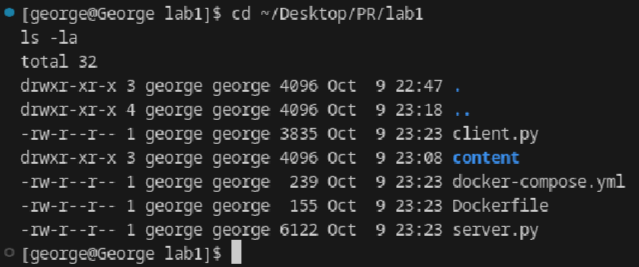 [george@George lab1]$ cd ~/Desktop/PR/lab1
ls -la
total 32
drwxr-xr-x 3 george george 4096 Oct  9 22:47 .
drwxr-xr-x 4 george george 4096 Oct  9 23:18 ..
-rw-r--r-- 1 george george 3835 Oct  9 23:23 client.py
drwxr-xr-x 3 george george 4096 Oct  9 23:08 content
-rw-r--r-- 1 george george  239 Oct  9 23:23 docker-compose.yml
-rw-r--r-- 1 george george  155 Oct  9 23:23 Dockerfile
-rw-r--r-- 1 george george 6122 Oct  9 23:23 server.py
[george@George lab1]$